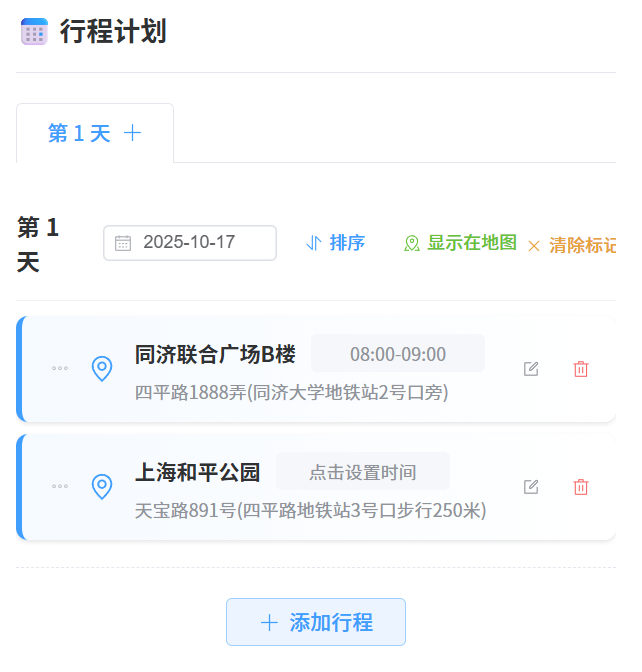 行程计划
第 1 天
第 1
天
2025-10-17
排序
显示在地图
清除标记
同济联合广场B楼
08:00-09:00
四平路1888弄(同济大学地铁站2号口旁)
上海和平公园
点击设置时间
天宝路891号(四平路地铁站3号口步行250米)
添加行程